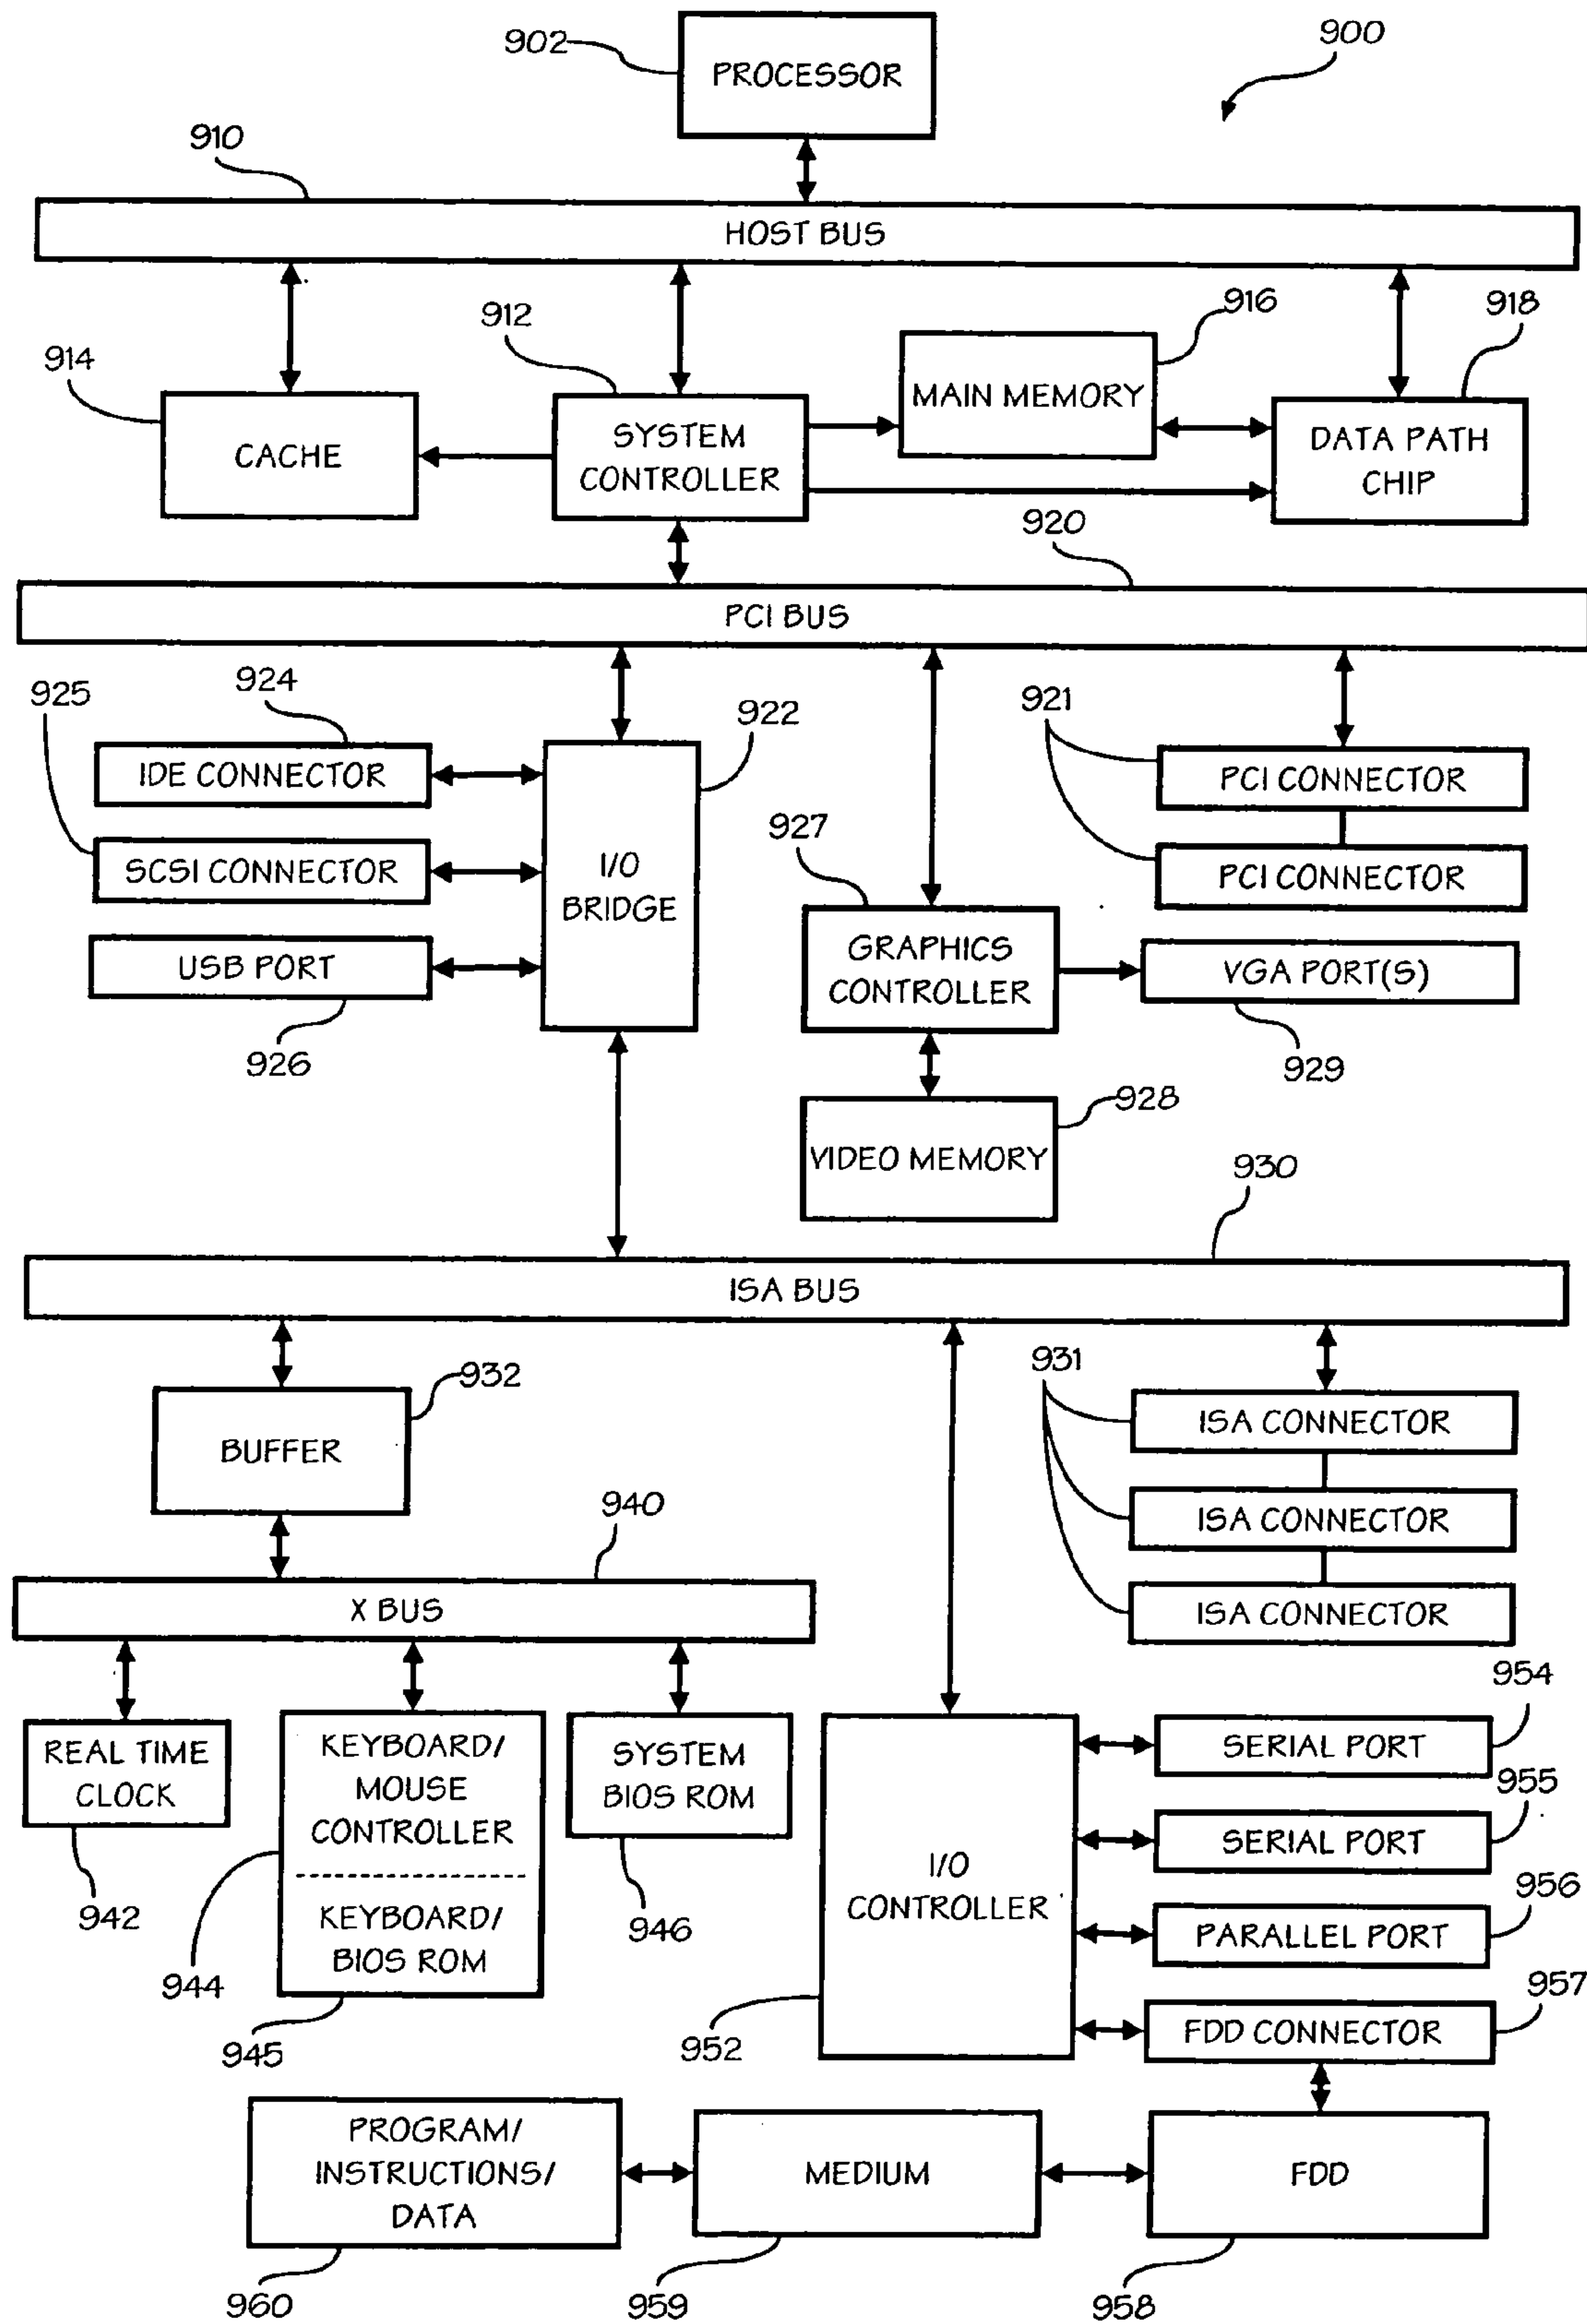 902
PROCESSOR
900
910
HOST BUS
912
916
918
914
MAIN MEMORY
CACHE
SYSTEM
CONTROLLER
DATA PATH
CHIP
920
PCI BUS
925
924
922
921
IDE CONNECTOR
PCI CONNECTOR
927
SCSI CONNECTOR
I/O
BRIDGE
PCI CONNECTOR
USB PORT
GRAPHICS
CONTROLLER
VGA PORT(S)
926
929
928
VIDEO MEMORY
930
ISA BUS
932
931
BUFFER
ISA CONNECTOR
940
ISA CONNECTOR
X BUS
ISA CONNECTOR
954
REAL TIME
CLOCK
KEYBOARD/
MOUSE
CONTROLLER
SYSTEM
BIOS ROM
SERIAL PORT
955
SERIAL PORT
I/O
CONTROLLER
956
942
KEYBOARD/
BIOS ROM
946
PARALLEL PORT
944
957
945
952
FDD CONNECTOR
PROGRAM/
INSTRUCTIONS/
DATA
MEDIUM
FDD
960
959
958